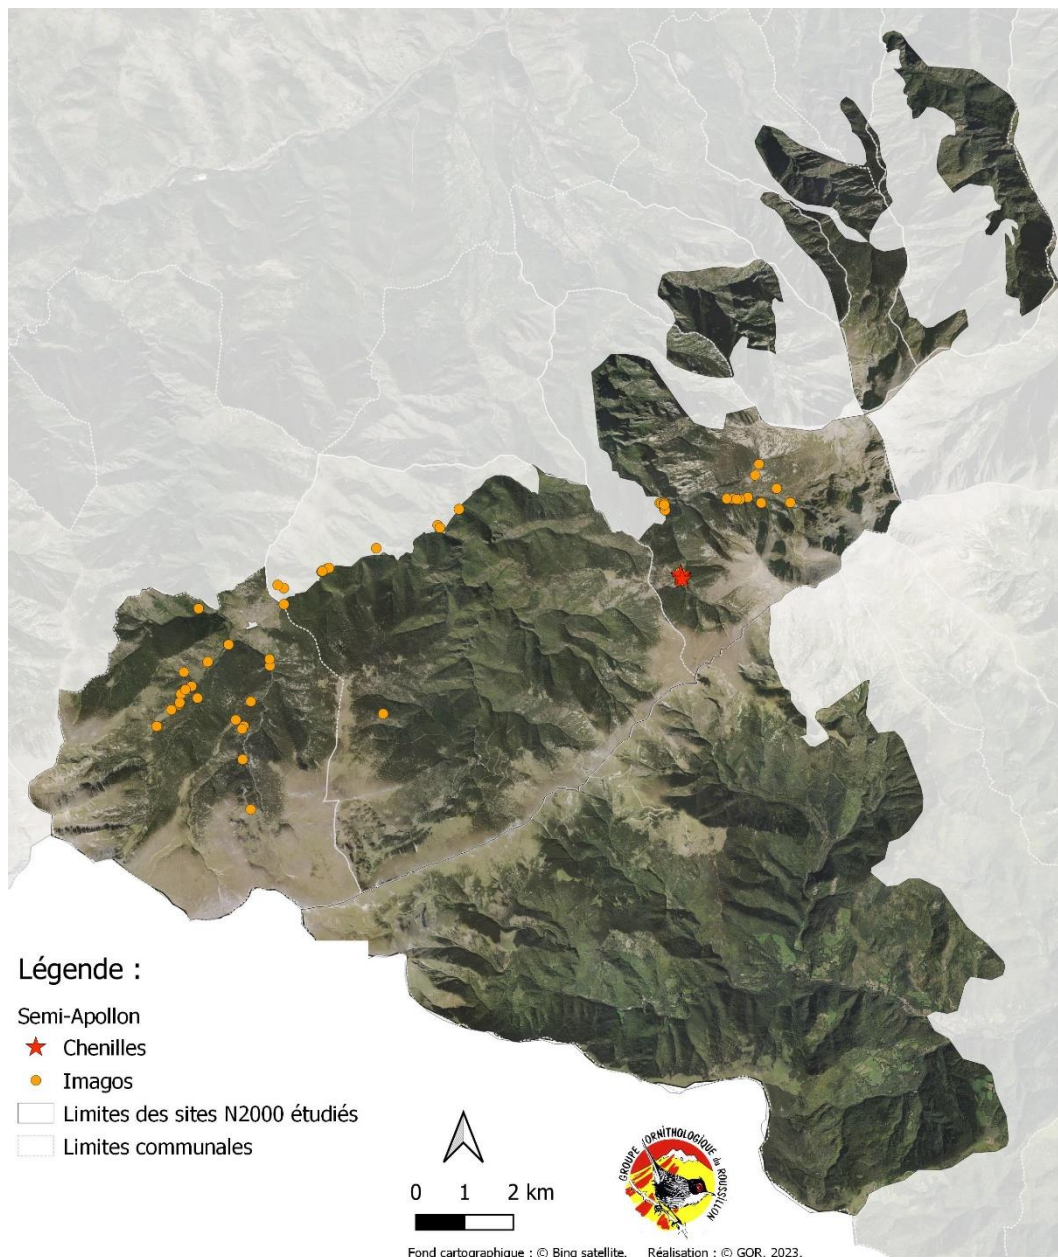 Légende :
Semi-Apollon
Chenilles
Imagos
Limites des sites N2000 étudiés
Limites communales
0 1 2 km
GROUPE ORNITHOLOGIQUE du ROUSSILLON
Fond cartographique : © Bing satellite. Réalisation : © GOR, 2023.